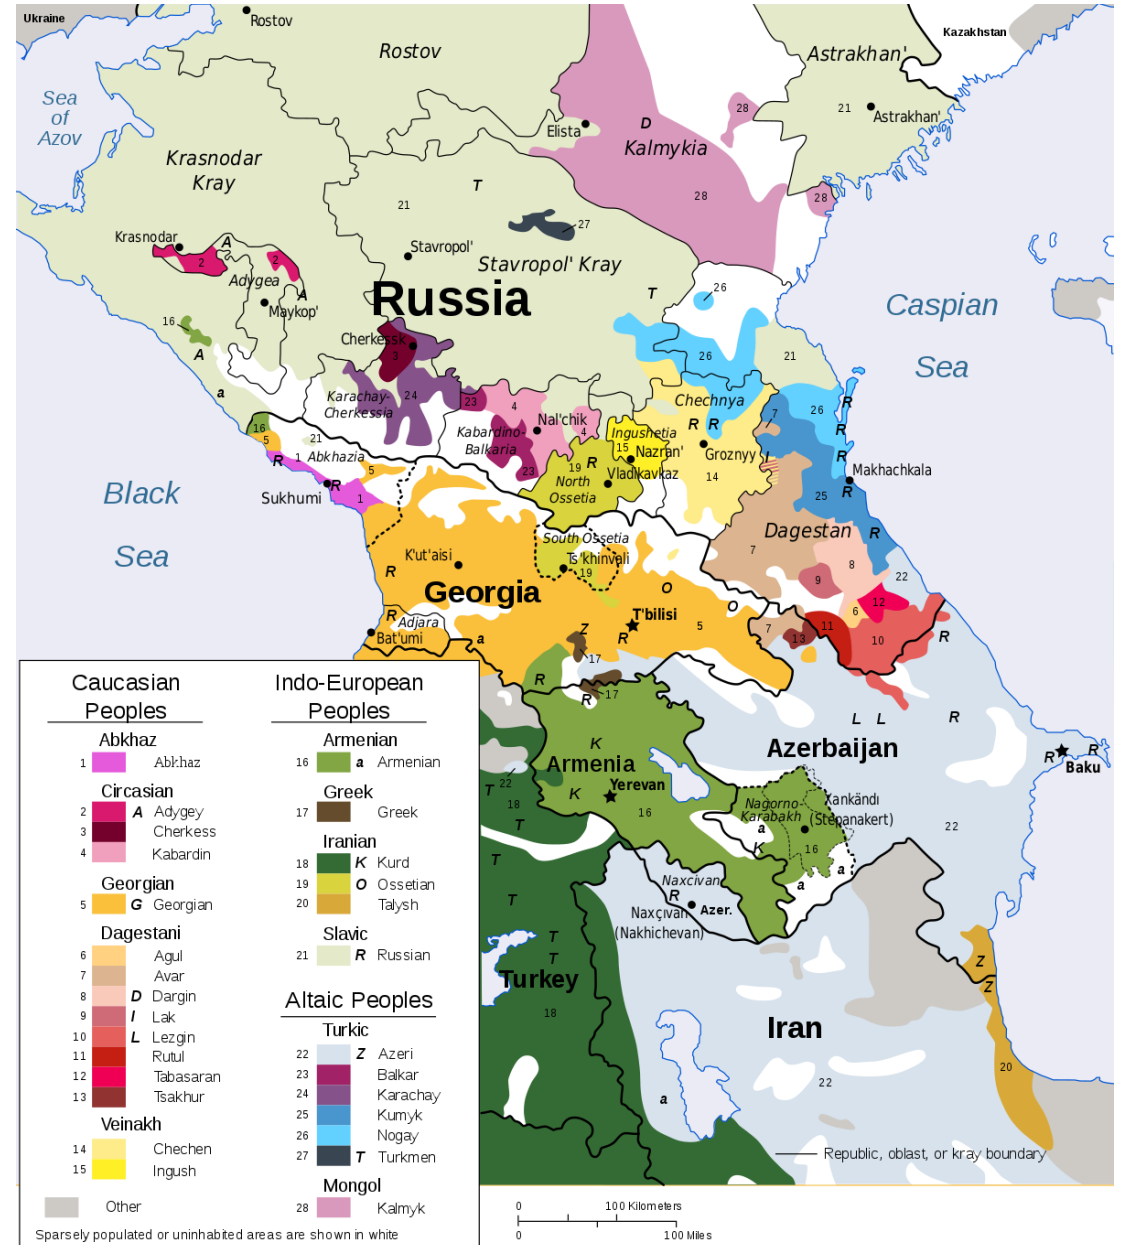 Ukraine
Rostov
Rostov
Astrakhan'
Kazakhstan
Sea
of
Azov
21
Astrakhan'
28
Elista
D
Kalmykia
Krasnodar
Kray
T
21
28
28
27
Krasnodar
A
2
2
Stavropol'
Stavropol' Kray
Adygea
A
Maykop'
Russia
T
26
Caspian
Sea
16
A
Cherkessk
3
26
21
a
Karachay-
Cherkessia
24
23
4
Chechnya
R
26
7
R
R
R
16
5
21
Nal'chik
4
Kabardino-
Balkaria
Ingushetia
15
Nazran'
R
1
Abkhazia
5
Groznyy
I
R
Makhachkala
23
19
R
North
Ossetia
Vladikavkaz
14
Black
Sea
Sukhumi
R
1
25
R
Dagestan
R
South Ossetia
K'ut'aisi
Ts'khinvali
7
8
R
19
9
22
Georgia
O
O
12
R
Adjara
T'bilisi
6
Bat'umi
a
Z
R
5
7
13
11
10
R
17
R
17
R
L
L
R
K
Azerbaijan
R
R
Baku
Armenia
22
T
18
K
Yerevan
16
Nagorno-
Karabakh
Xankändi
(Stepanakert)
a
22
T
K
16
a
T
a
Naxcivan
R
Azer.
T
Naxçıvan
(Nakhichevan)
T
T
Turkey
Z
Z
18
Iran
20
22
a
Republic, oblast, or kray boundary
0
100 Kilometers
0
100 Miles
Caucasian
Peoples
Abkhaz
1 Abkhaz
Circasian
2 A Adygey
3 Cherkess
4 Kabardin
Georgian
5 G Georgian
Dagestani
6 Agul
7 Avar
8 D Dargin
9 I Lak
10 L Lezgin
11 Rutul
12 Tabasaran
13 Tsakhur
Veinakh
14 Chechen
15 Ingush
Other
Indo-European
Peoples
Armenian
16 a Armenian
Greek
17 Greek
Iranian
18 K Kurd
19 O Ossetian
20 Talysh
Slavic
21 R Russian
Altaic Peoples
Turkic
22 Z Azeri
23 Balkar
24 Karachay
25 Kumyk
26 Nogay
27 T Turkmen
Mongol
28 Kalmyk
Sparsely populated or uninhabited areas are shown in white